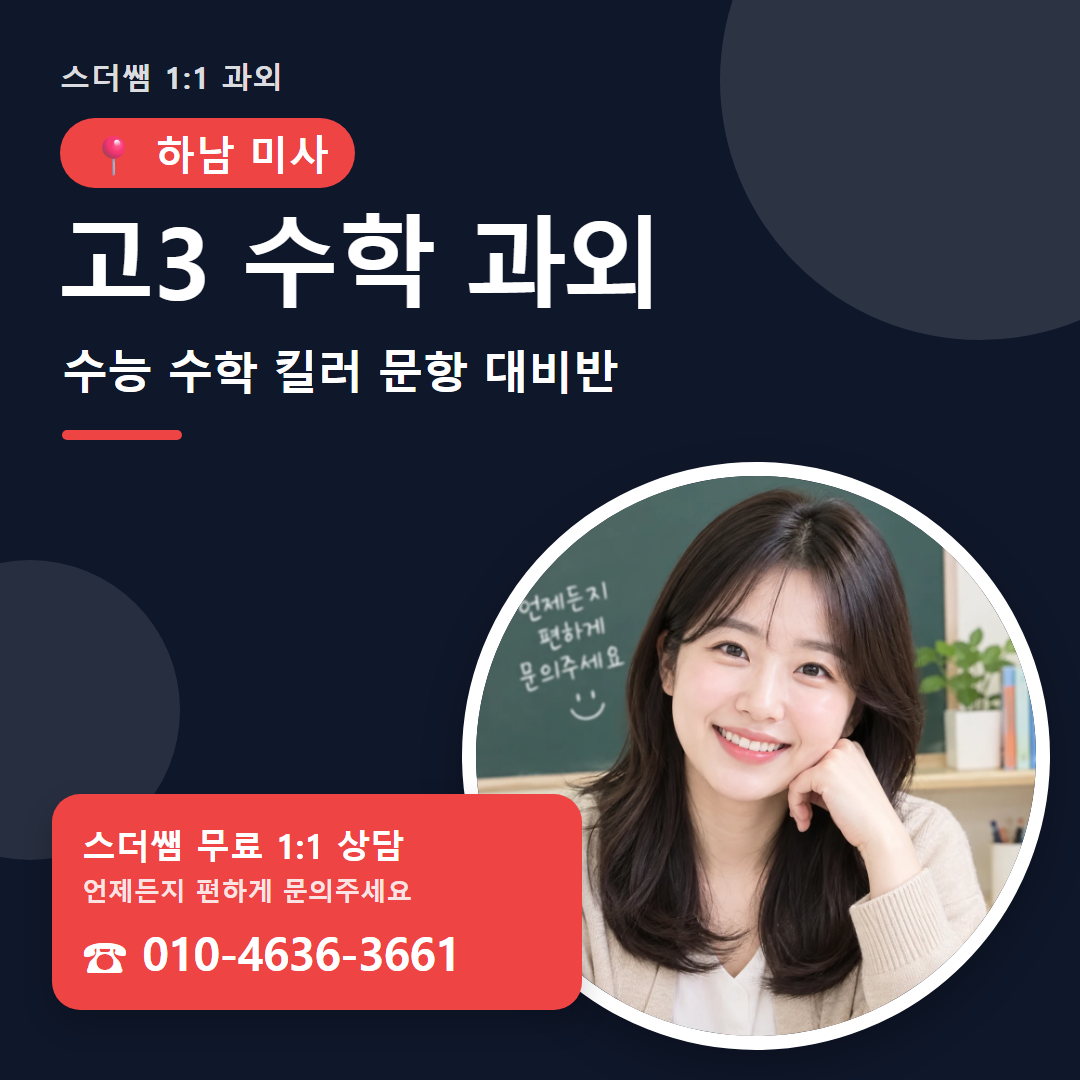 스더쌤 1:1 과외
📍 하남 미사
고3 수학 과외
수능 수학 킬러 문항 대비반
언제든지
편하게
문의주세요
스더쌤 무료 1:1 상담
언제든지 편하게 문의주세요
☎ 010-4636-3661